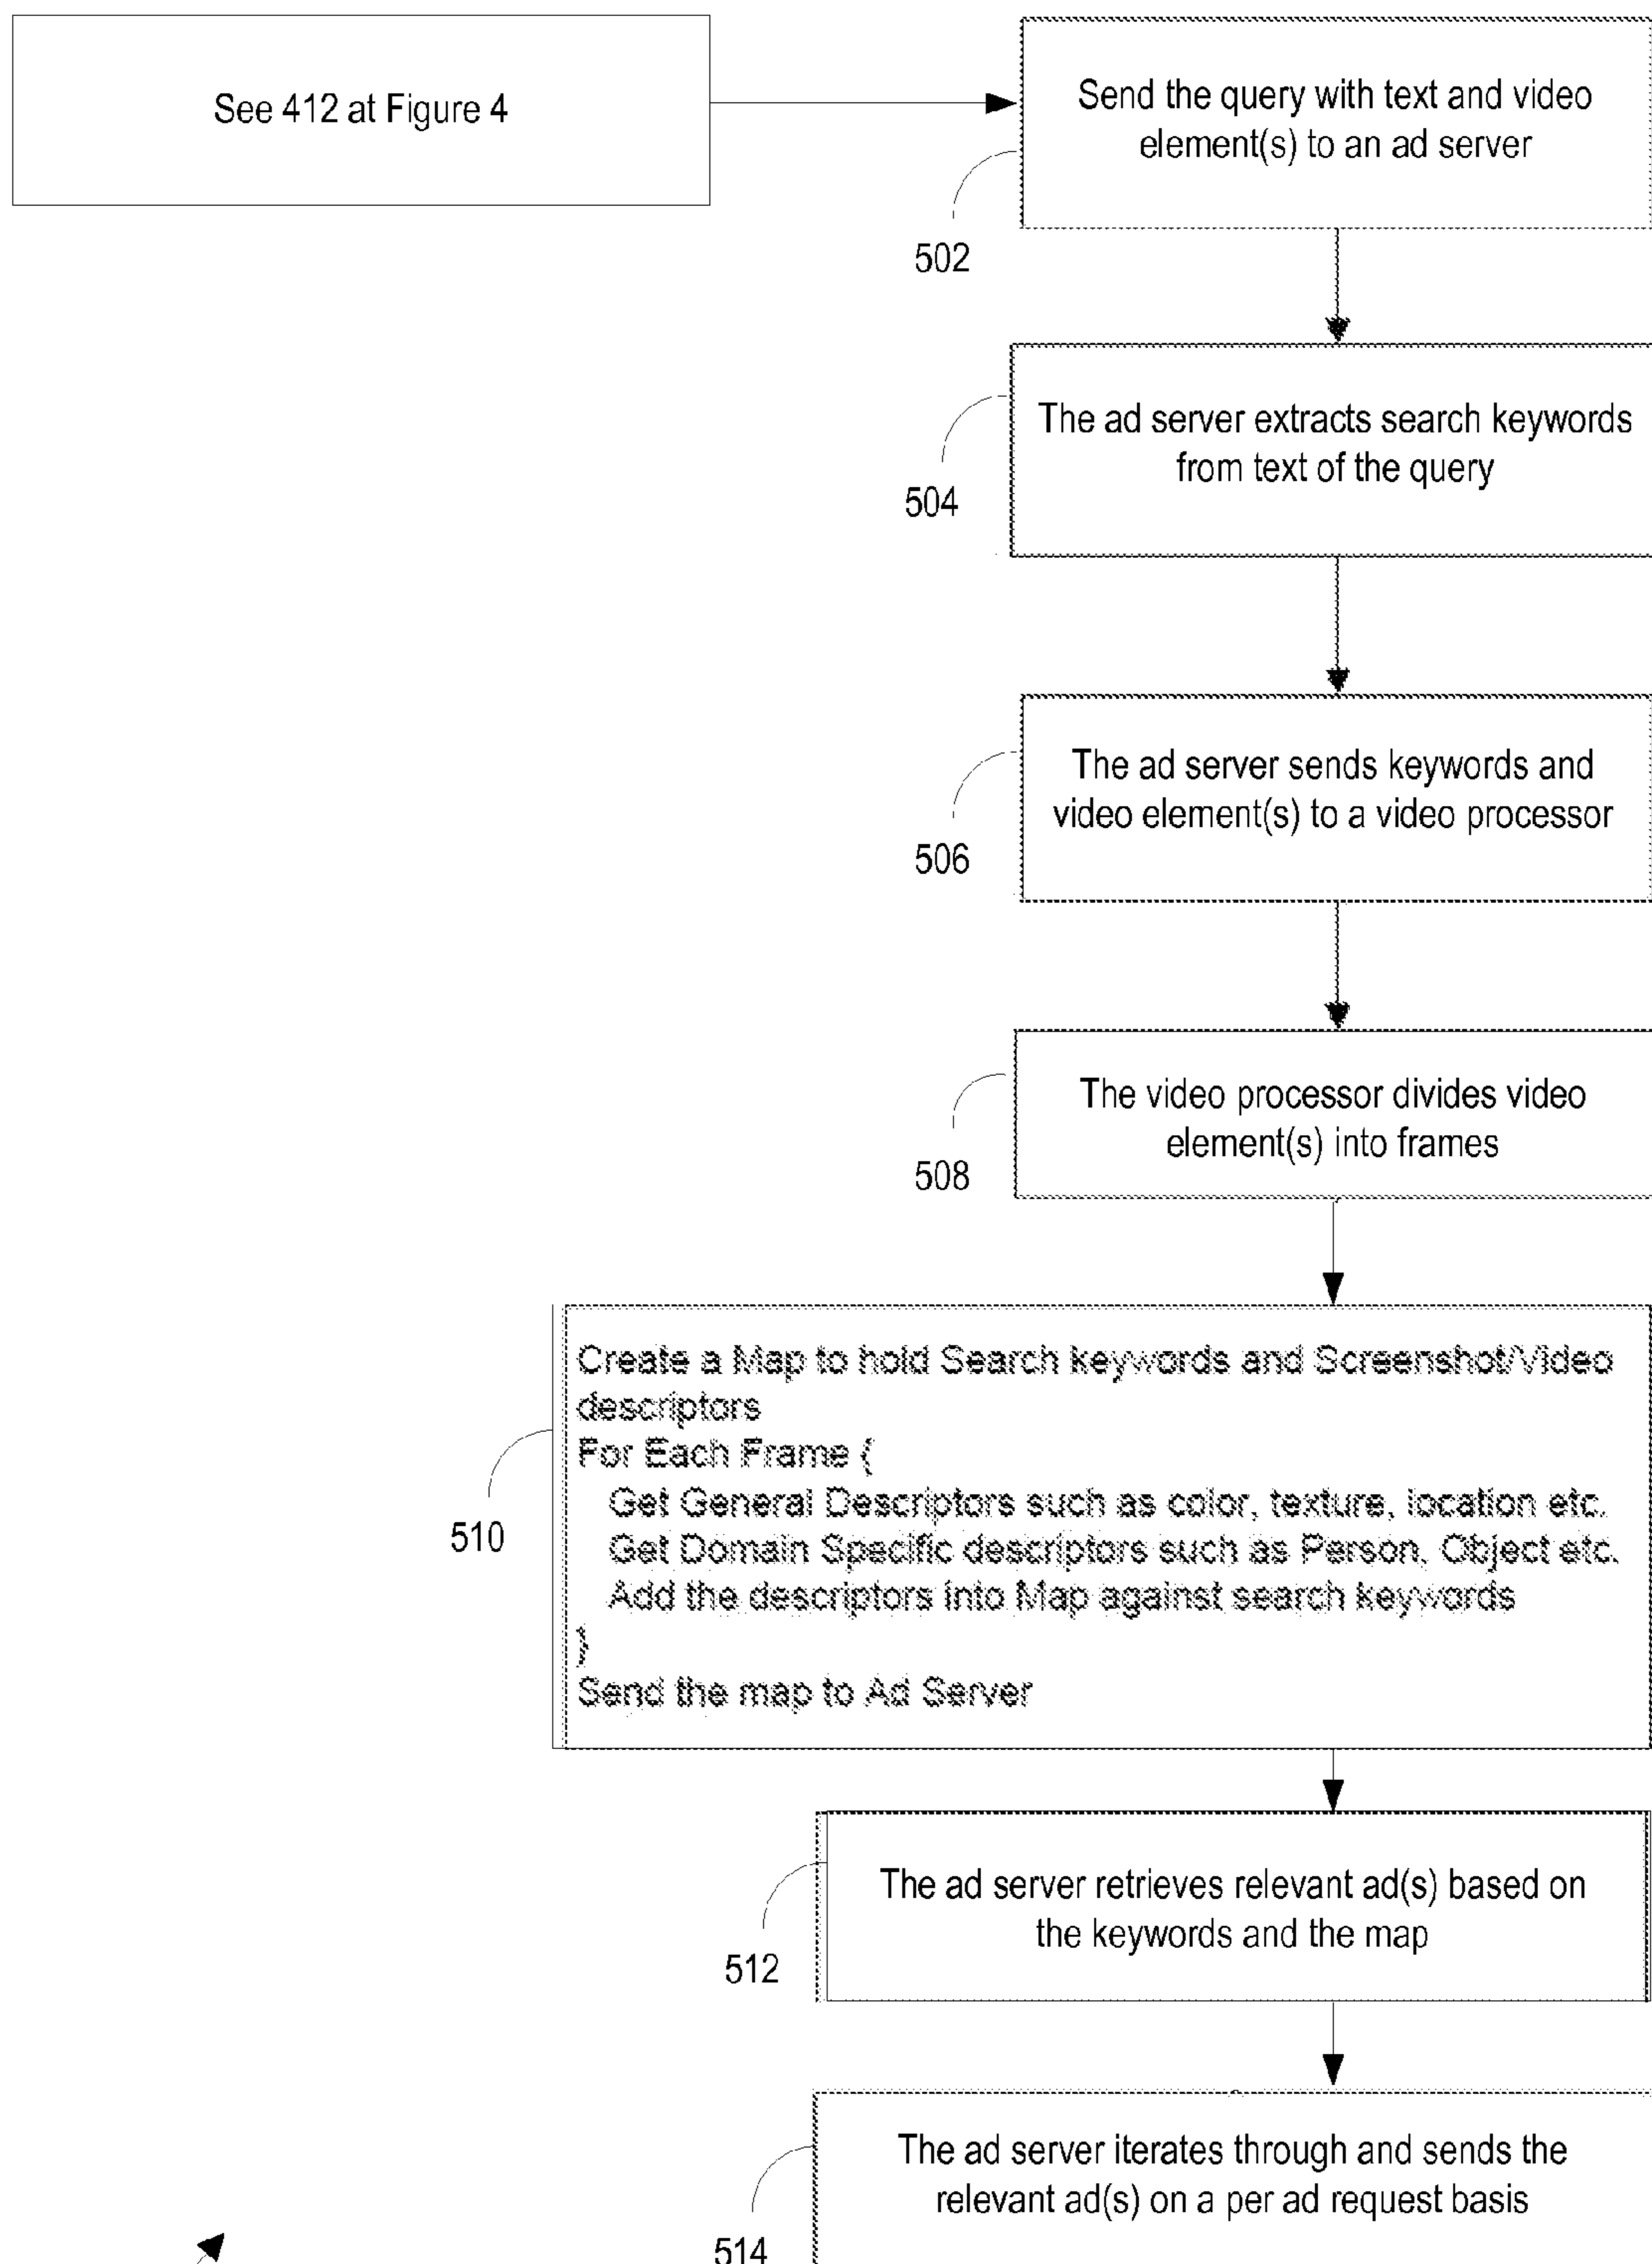 See 412 at Figure 4
Send the query with text and video
element(s) to an ad server
502
The ad server extracts search keywords
from text of the query
504
The ad server sends keywords and
video element(s) to a video processor
506
The video processor divides video
element(s) into frames
508
Create a Map to hold Search keywords and Screenshot/Video
descriptors
For Each Frame {
Get General Descriptors such as color, texture, location etc.
Get Domain Specific descriptors such as Person, Object etc.
Add the descriptors into Map against search keywords
}
Send the map to Ad Server
510
The ad server retrieves relevant ad(s) based on
the keywords and the map
512
The ad server iterates through and sends the
relevant ad(s) on a per ad request basis
514